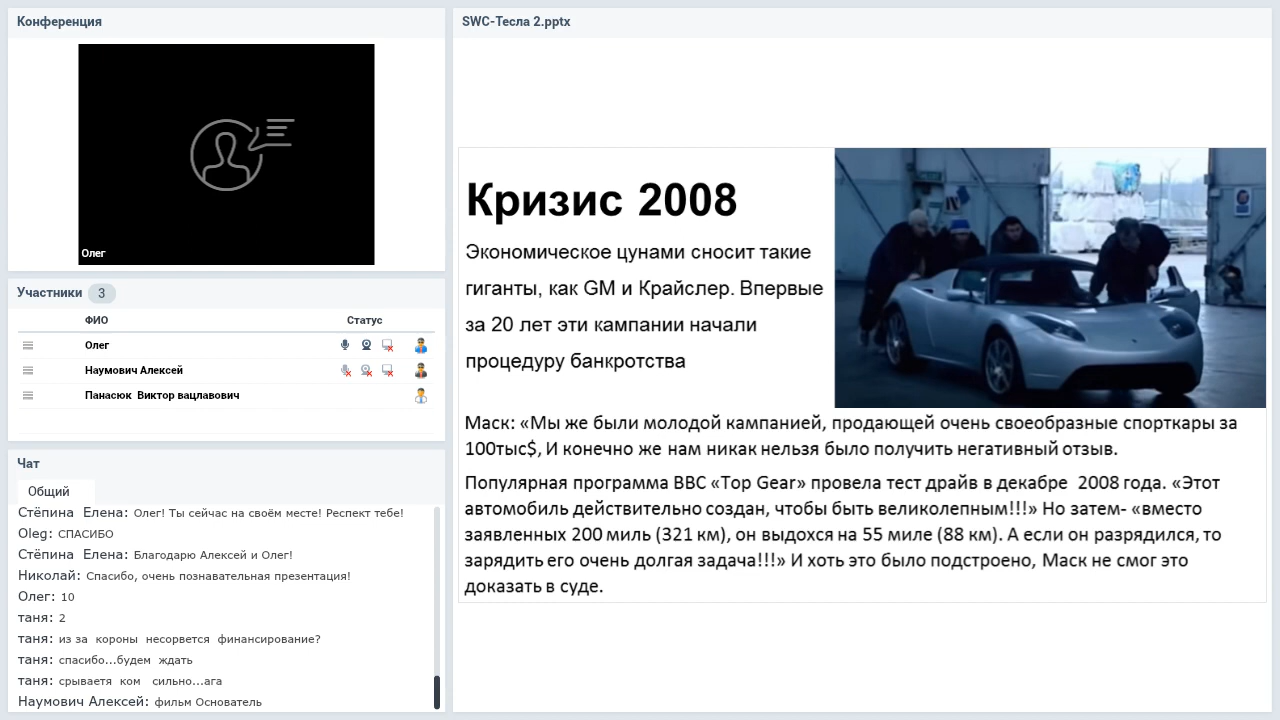 Конференция
Олег
Участники 3
ФИО Статус
Олег
Наумович Алексей
Панасюк Виктор вацлавович
Чат
Общий
Стёпина Елена: Олег! Ты сейчас на своём месте! Респект тебе!
Oleg: СПАСИБО
Стёпина Елена: Благодарю Алексей и Олег!
Николай: Спасибо, очень познавательная презентация!
Олег: 10
таня: 2
таня: из за короны несорвется финансирование?
таня: спасибо...будем ждать
таня: срываетя ком сильно...ага
Наумович Алексей: фильм Основатель
SWC-Тесла 2.pptx
Кризис 2008
Экономическое цунами сносит такие
гиганты, как GM и Крайслер. Впервые
за 20 лет эти кампании начали
процедуру банкротства
Маск: «Мы же были молодой кампанией, продающей очень своеобразные спорткары за
100тыс$, И конечно же нам никак нельзя было получить негативный отзыв.
Популярная программа BBC «Top Gear» провела тест драйв в декабре 2008 года. «Этот
автомобиль действительно создан, чтобы быть великолепным!!!» Но затем- «вместо
заявленных 200 миль (321 км), он выдохся на 55 миле (88 км). А если он разрядился, то
зарядить его очень долгая задача!!!» И хоть это было подстроено, Маск не смог это
доказать в суде.